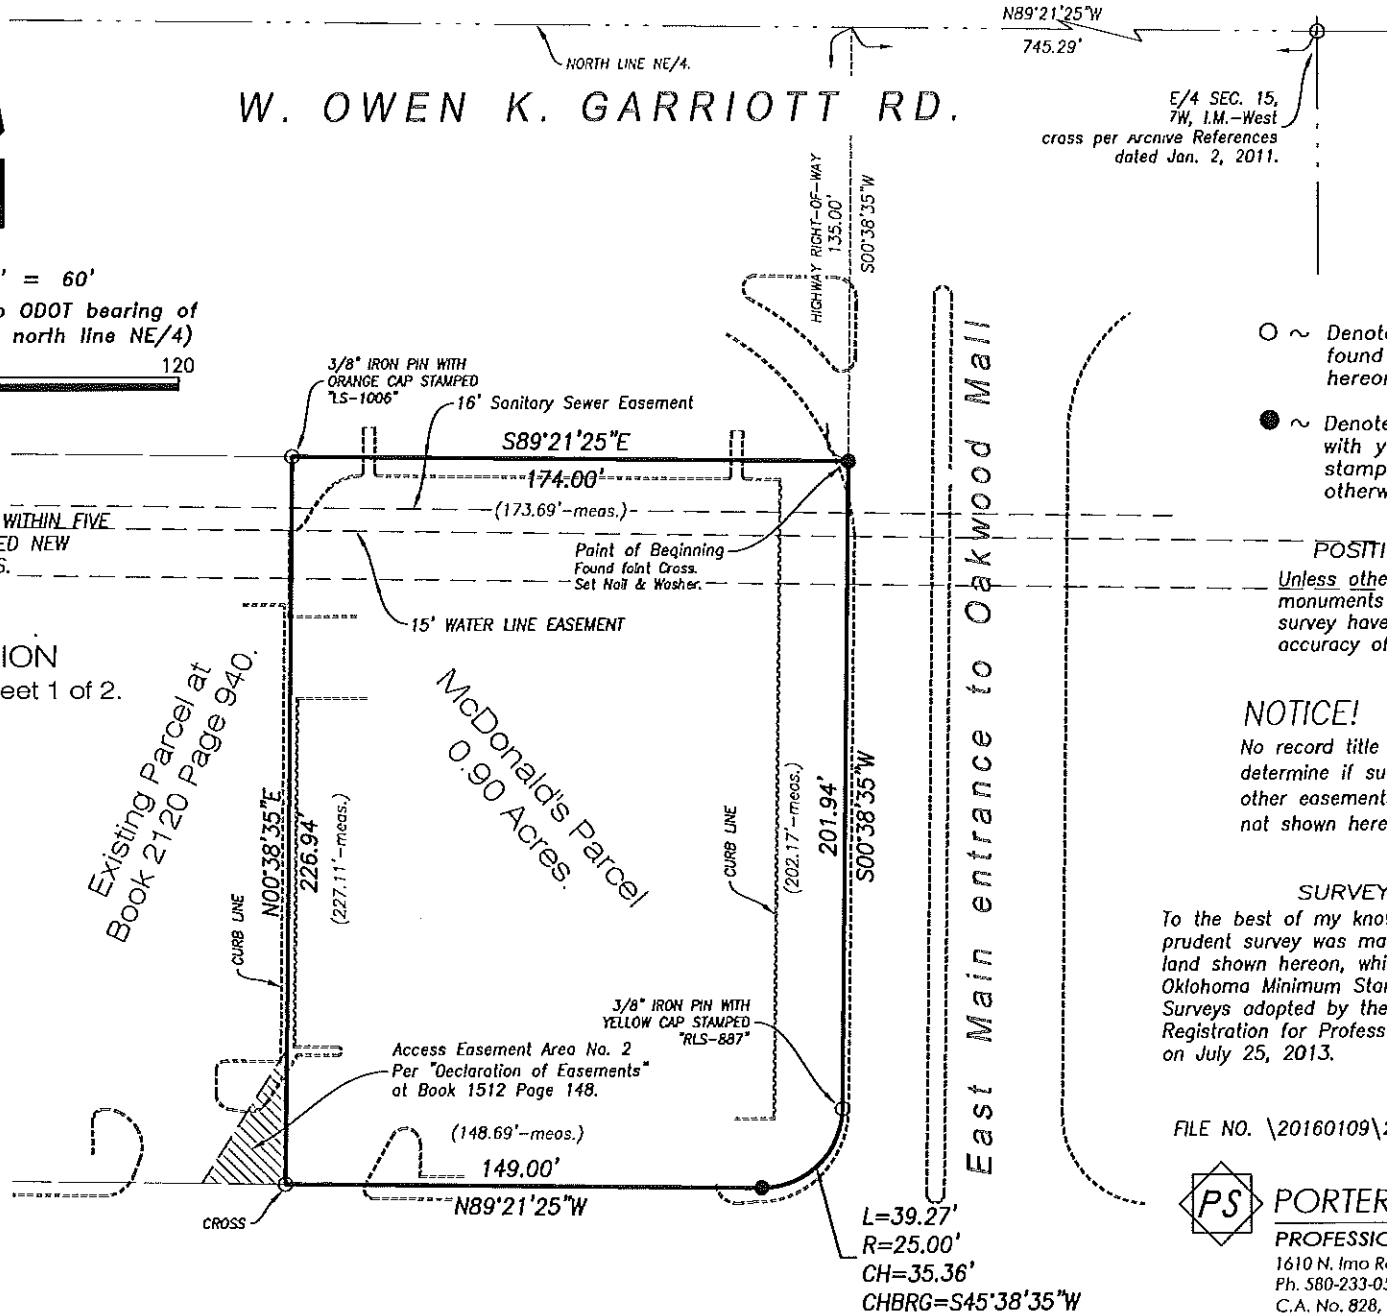 N89°21'25"W
745.29'
NORTH LINE NE/4.
W. OWEN K. GARRIOTT RD.
E/4 SEC. 15,
7W, I.M.-West
cross per Archive References
dated Jan. 2, 2011.
HIGHWAY RIGHT-OF-WAY
135.00'
S00°38'35"W
' = 60'
ODOT bearing of
north line NE/4)
120
3/8" IRON PIN WITH
ORANGE CAP STAMPED
"LS-1006"
16' Sanitary Sewer Easement
S89°21'25"E
174.00'
(173.69'-meas.)
Point of Beginning
Found faint Cross.
Set Nail & Washer.
15' WATER LINE EASEMENT
WITHIN FIVE
ED NEW
S.
ION
eet 1 of 2.
Existing Parcel at
Book 2120 Page 940.
McDonald's Parcel
0.90 Acres.
N00°38'35"E
226.94'
(227.11'-meas.)
CURB LINE
CURB LINE
(202.17'-meas.)
201.94'
S00°38'35"W
East Main entrance to Oakwood Mall
3/8" IRON PIN WITH
YELLOW CAP STAMPED
"RLS-887"
Access Easement Area No. 2
Per "Declaration of Easements"
at Book 1512 Page 148.
(148.69'-meas.)
149.00'
N89°21'25"W
CROSS
L=39.27'
R=25.00'
CH=35.36'
CHBRG=S45°38'35"W
○ ~ Denote
found
hereon
● ~ Denote
with y
stamp
otherw
POSITI
Unless othe
monuments
survey have
accuracy of
NOTICE!
No record title
determine if su
other easement
not shown here
SURVEY
To the best of my know
prudent survey was ma
land shown hereon, whi
Oklahoma Minimum Stan
Surveys adopted by the
Registration for Profess
on July 25, 2013.
FILE NO. \20160109\2
PS
PORTER
PROFESSIO
1610 N. Imo R
Ph. 580-233-0
C.A. No. 828,